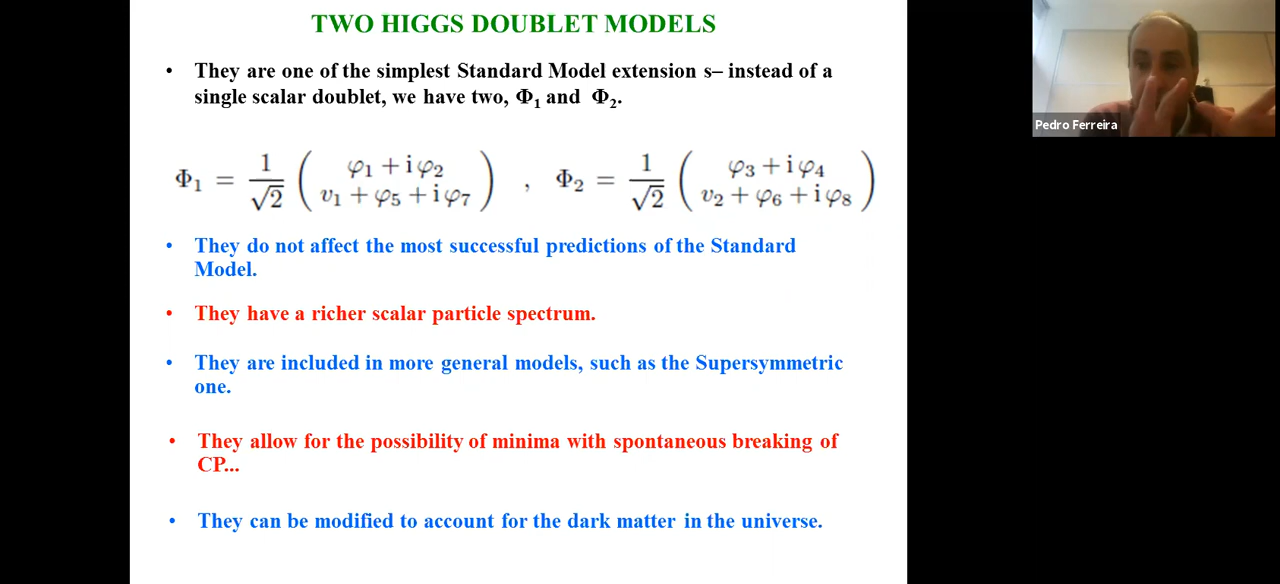 TWO HIGGS DOUBLET MODELS
• They are one of the simplest Standard Model extension s– instead of a
single scalar doublet, we have two, Φ₁ and Φ₂.
Φ₁ = 1/√2 ( φ₁ + i φ₂ ; v₁ + φ₅ + i φ₇ ) , Φ₂ = 1/√2 ( φ₃ + i φ₄ ; v₂ + φ₆ + i φ₈ )
• They do not affect the most successful predictions of the Standard
Model.
• They have a richer scalar particle spectrum.
• They are included in more general models, such as the Supersymmetric
one.
• They allow for the possibility of minima with spontaneous breaking of
CP...
• They can be modified to account for the dark matter in the universe.
Pedro Ferreira